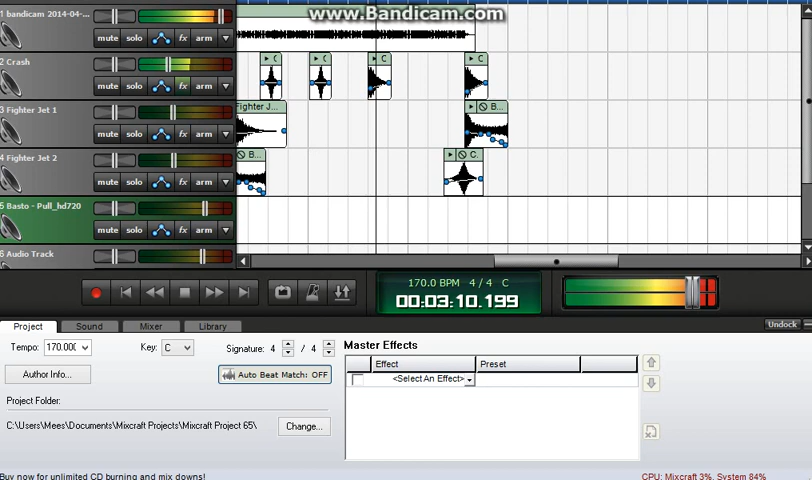 www.Bandicam.com
1 bandicam 2014-04-...
mute solo fx arm
2 Crash
C C C C
mute solo fx arm
3 Fighter Jet 1
Fighter J... B...
mute solo fx arm
4 Fighter Jet 2
B... C.
mute solo fx arm
5 Basto - Pull_hd720
mute solo fx arm
6 Audio Track
170.0 BPM 4 / 4 C
00:03:10.199
Project Sound Mixer Library Undock
Tempo: 170.000 Key: C Signature: 4 / 4
Master Effects
Effect Preset
<Select An Effect>
Author Info... Auto Beat Match: OFF
Project Folder:
C:\Users\Mees\Documents\Mixcraft Projects\Mixcraft Project 65\ Change...
Buy now for unlimited CD burning and mix downs! CPU: Mixcraft 3%, System 84%